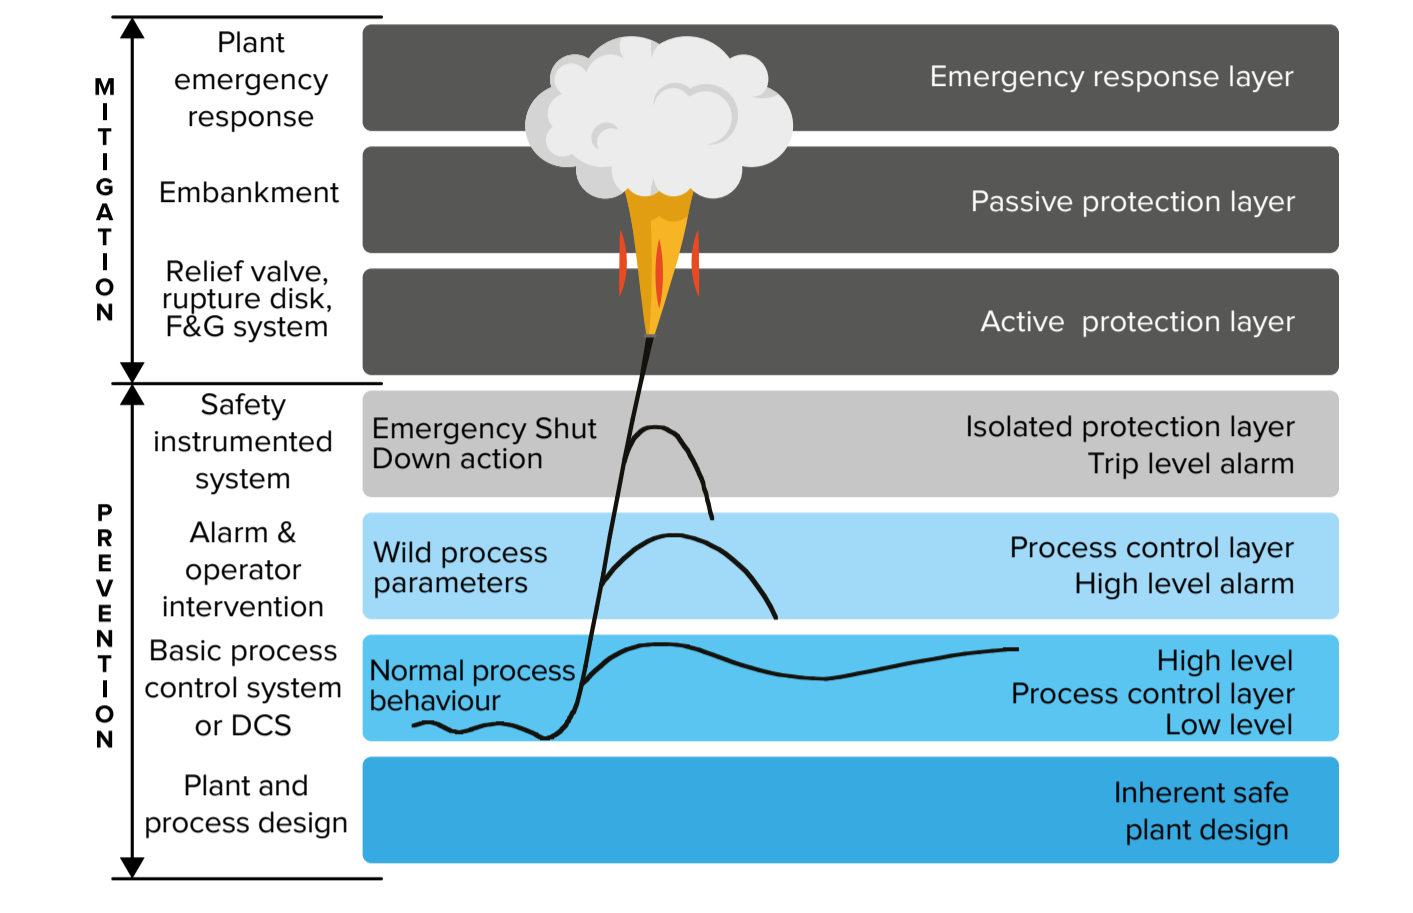 MITIGATION
Plant
emergency
response
Emergency response layer
Embankment
Passive protection layer
Relief valve,
rupture disk,
F&G system
Active protection layer
PREVENTION
Safety
instrumented
system
Emergency Shut
Down action
Isolated protection layer
Trip level alarm
Alarm &
operator
intervention
Wild process
parameters
Process control layer
High level alarm
Basic process
control system
or DCS
Normal process
behaviour
High level
Process control layer
Low level
Plant and
process design
Inherent safe
plant design